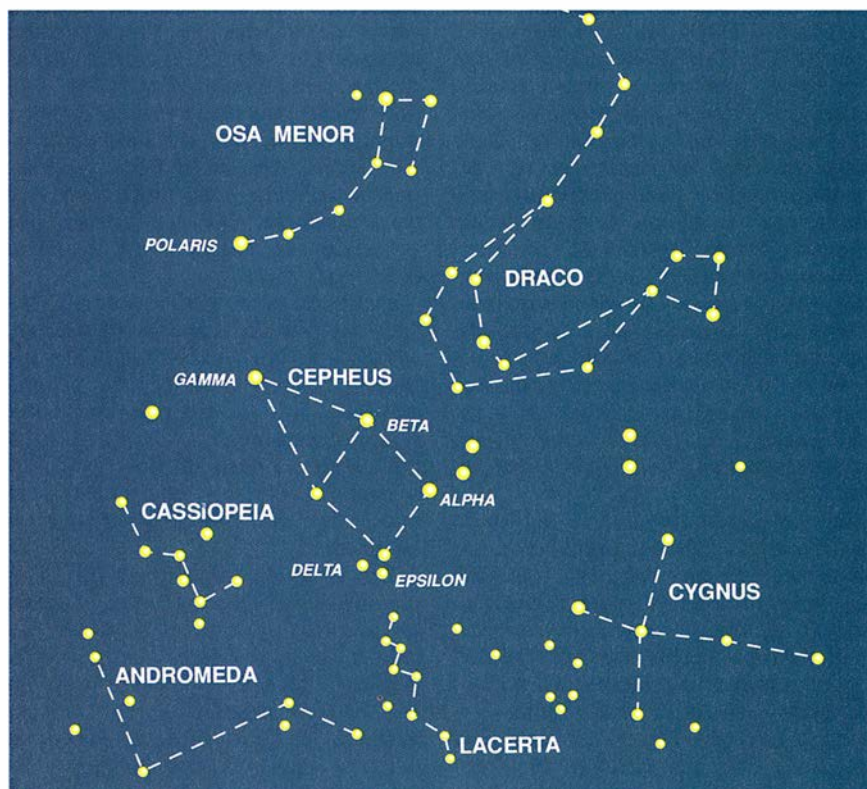 OSA MENOR
POLARIS
DRACO
GAMMA
CEPHEUS
BETA
ALPHA
CASSiOPEIA
DELTA
EPSILON
CYGNUS
ANDROMEDA
LACERTA